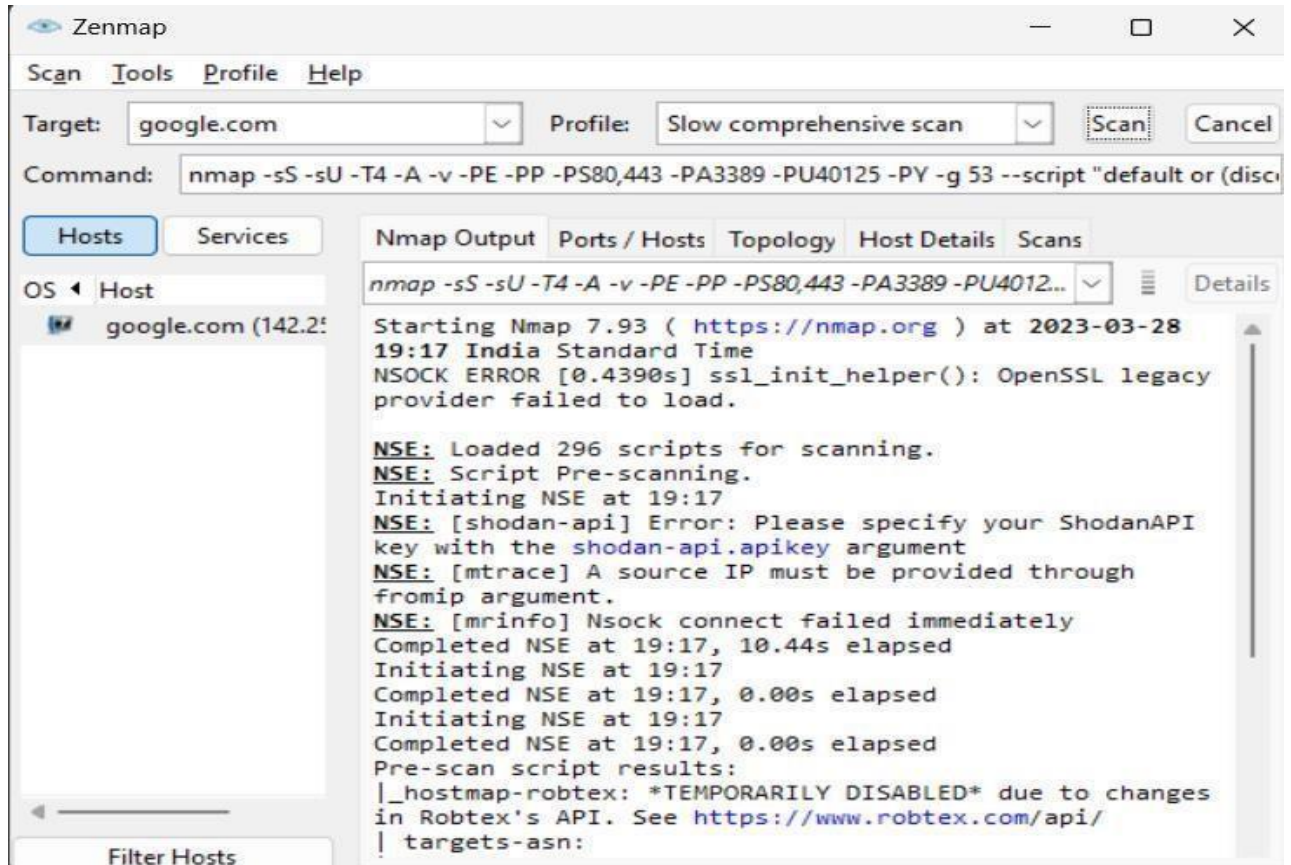 Zenmap
Scan Tools Profile Help
Target: google.com Profile: Slow comprehensive scan Scan Cancel
Command: nmap -sS -sU -T4 -A -v -PE -PP -PS80,443 -PA3389 -PU40125 -PY -g 53 --script "default or (disc
Hosts Services Nmap Output Ports / Hosts Topology Host Details Scans
OS Host nmap -sS -sU -T4 -A -v -PE -PP -PS80,443 -PA3389 -PU4012... Details
google.com (142.25
Starting Nmap 7.93 ( https://nmap.org ) at 2023-03-28
19:17 India Standard Time
NSOCK ERROR [0.4390s] ssl_init_helper(): OpenSSL legacy
provider failed to load.
NSE: Loaded 296 scripts for scanning.
NSE: Script Pre-scanning.
Initiating NSE at 19:17
NSE: [shodan-api] Error: Please specify your ShodanAPI
key with the shodan-api.apikey argument
NSE: [mtrace] A source IP must be provided through
fromip argument.
NSE: [mrinfo] Nsock connect failed immediately
Completed NSE at 19:17, 10.44s elapsed
Initiating NSE at 19:17
Completed NSE at 19:17, 0.00s elapsed
Initiating NSE at 19:17
Completed NSE at 19:17, 0.00s elapsed
Pre-scan script results:
|_hostmap-robtex: *TEMPORARILY DISABLED* due to changes
in Robtex's API. See https://www.robtex.com/api/
| targets-asn:
Filter Hosts